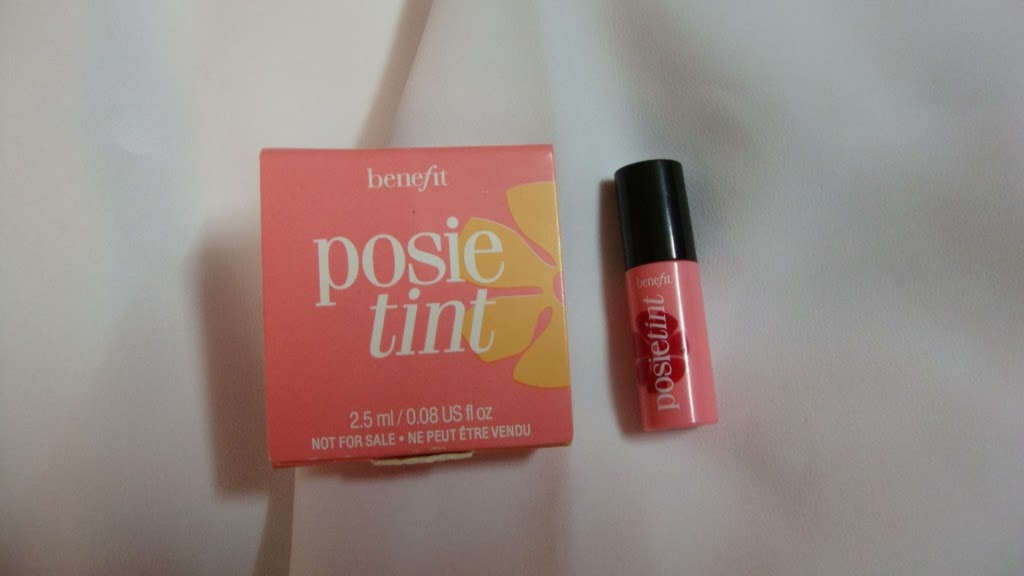 benefit
posie
tint
2.5 ml / 0.08 US fl oz
NOT FOR SALE • NE PEUT ÊTRE VENDU
benefit
posietint